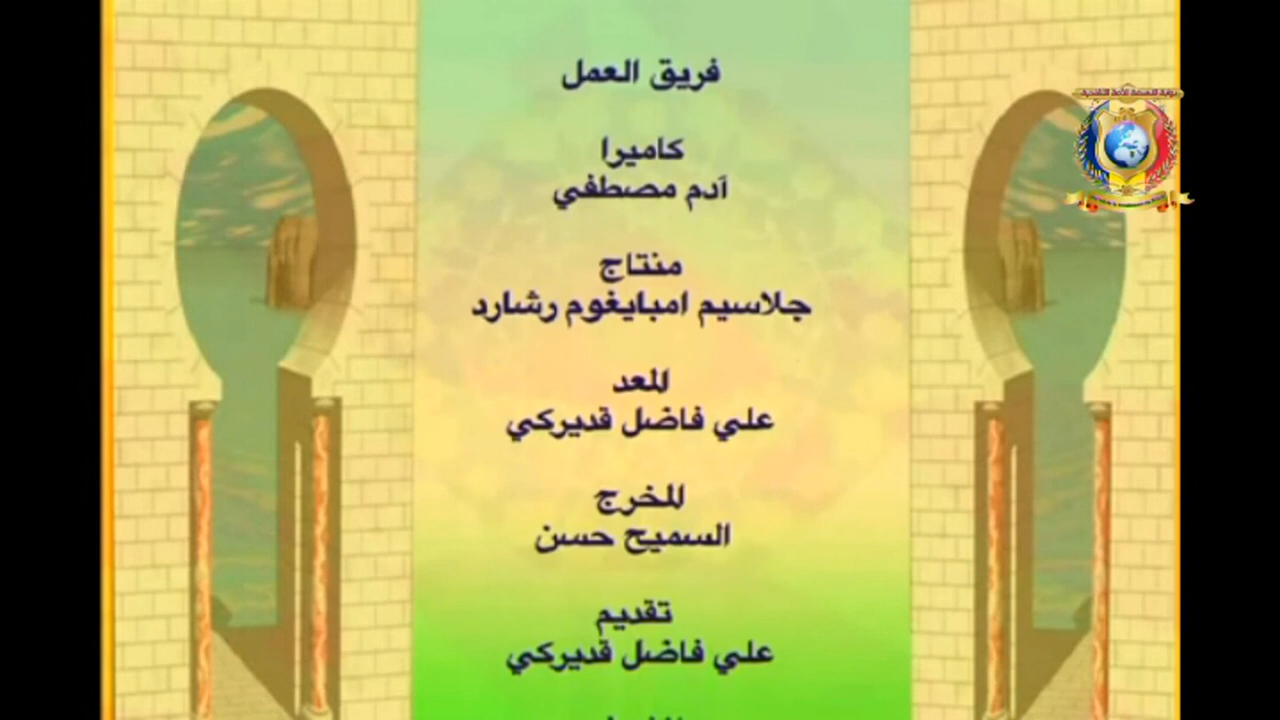 فريق العمل
كاميرا
آدم مصطفي
منتاج
جلاسيم امبايغوم رشارد
المعد
علي فاضل قديركي
المخرج
السميح حسن
تقديم
علي فاضل قديركي